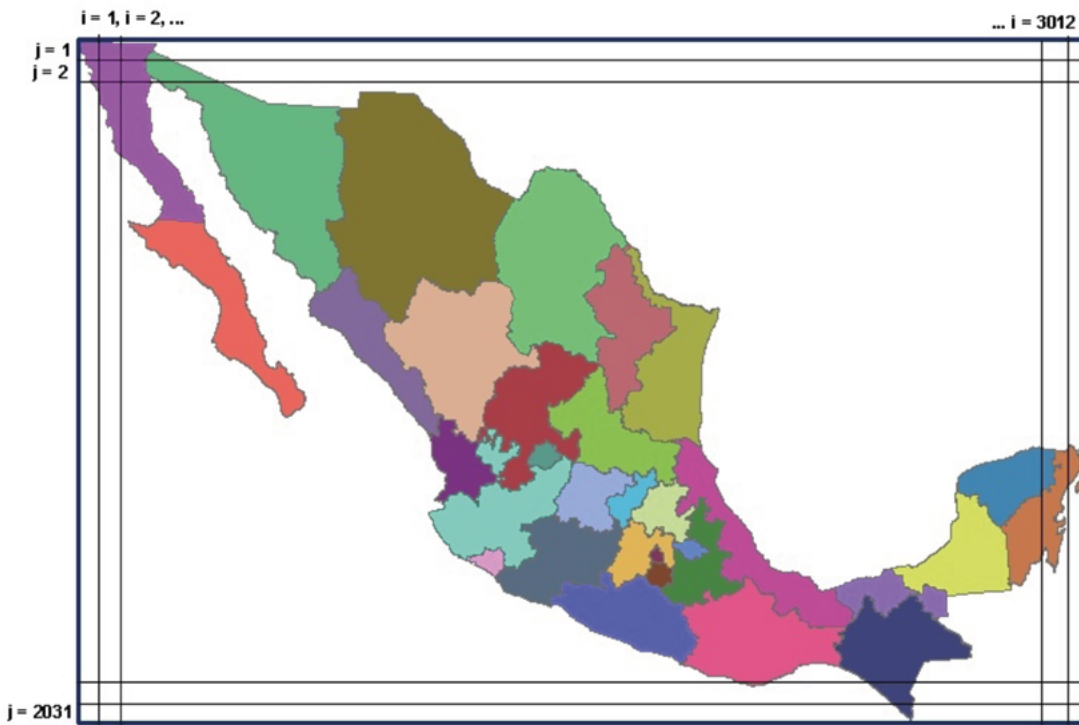 i = 1, i = 2, ...
... i = 3012
j = 1
j = 2
j = 2031